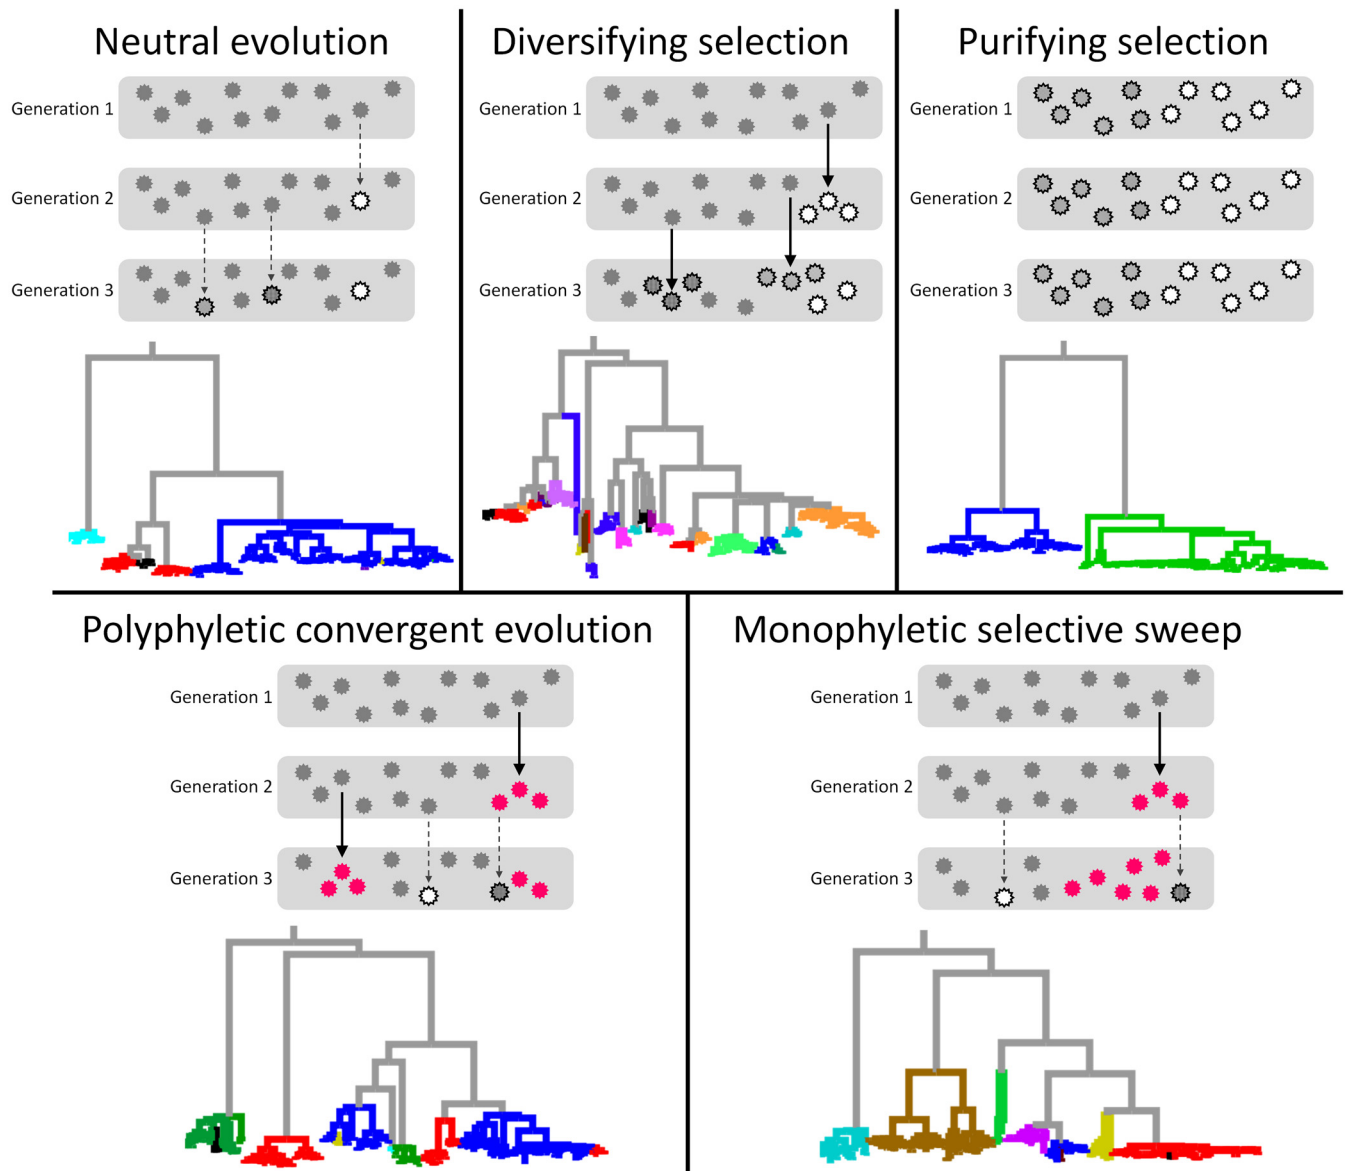 Neutral evolution
Generation 1
Generation 2
Generation 3
Diversifying selection
Generation 1
Generation 2
Generation 3
Purifying selection
Generation 1
Generation 2
Generation 3
Polyphyletic convergent evolution
Generation 1
Generation 2
Generation 3
Monophyletic selective sweep
Generation 1
Generation 2
Generation 3